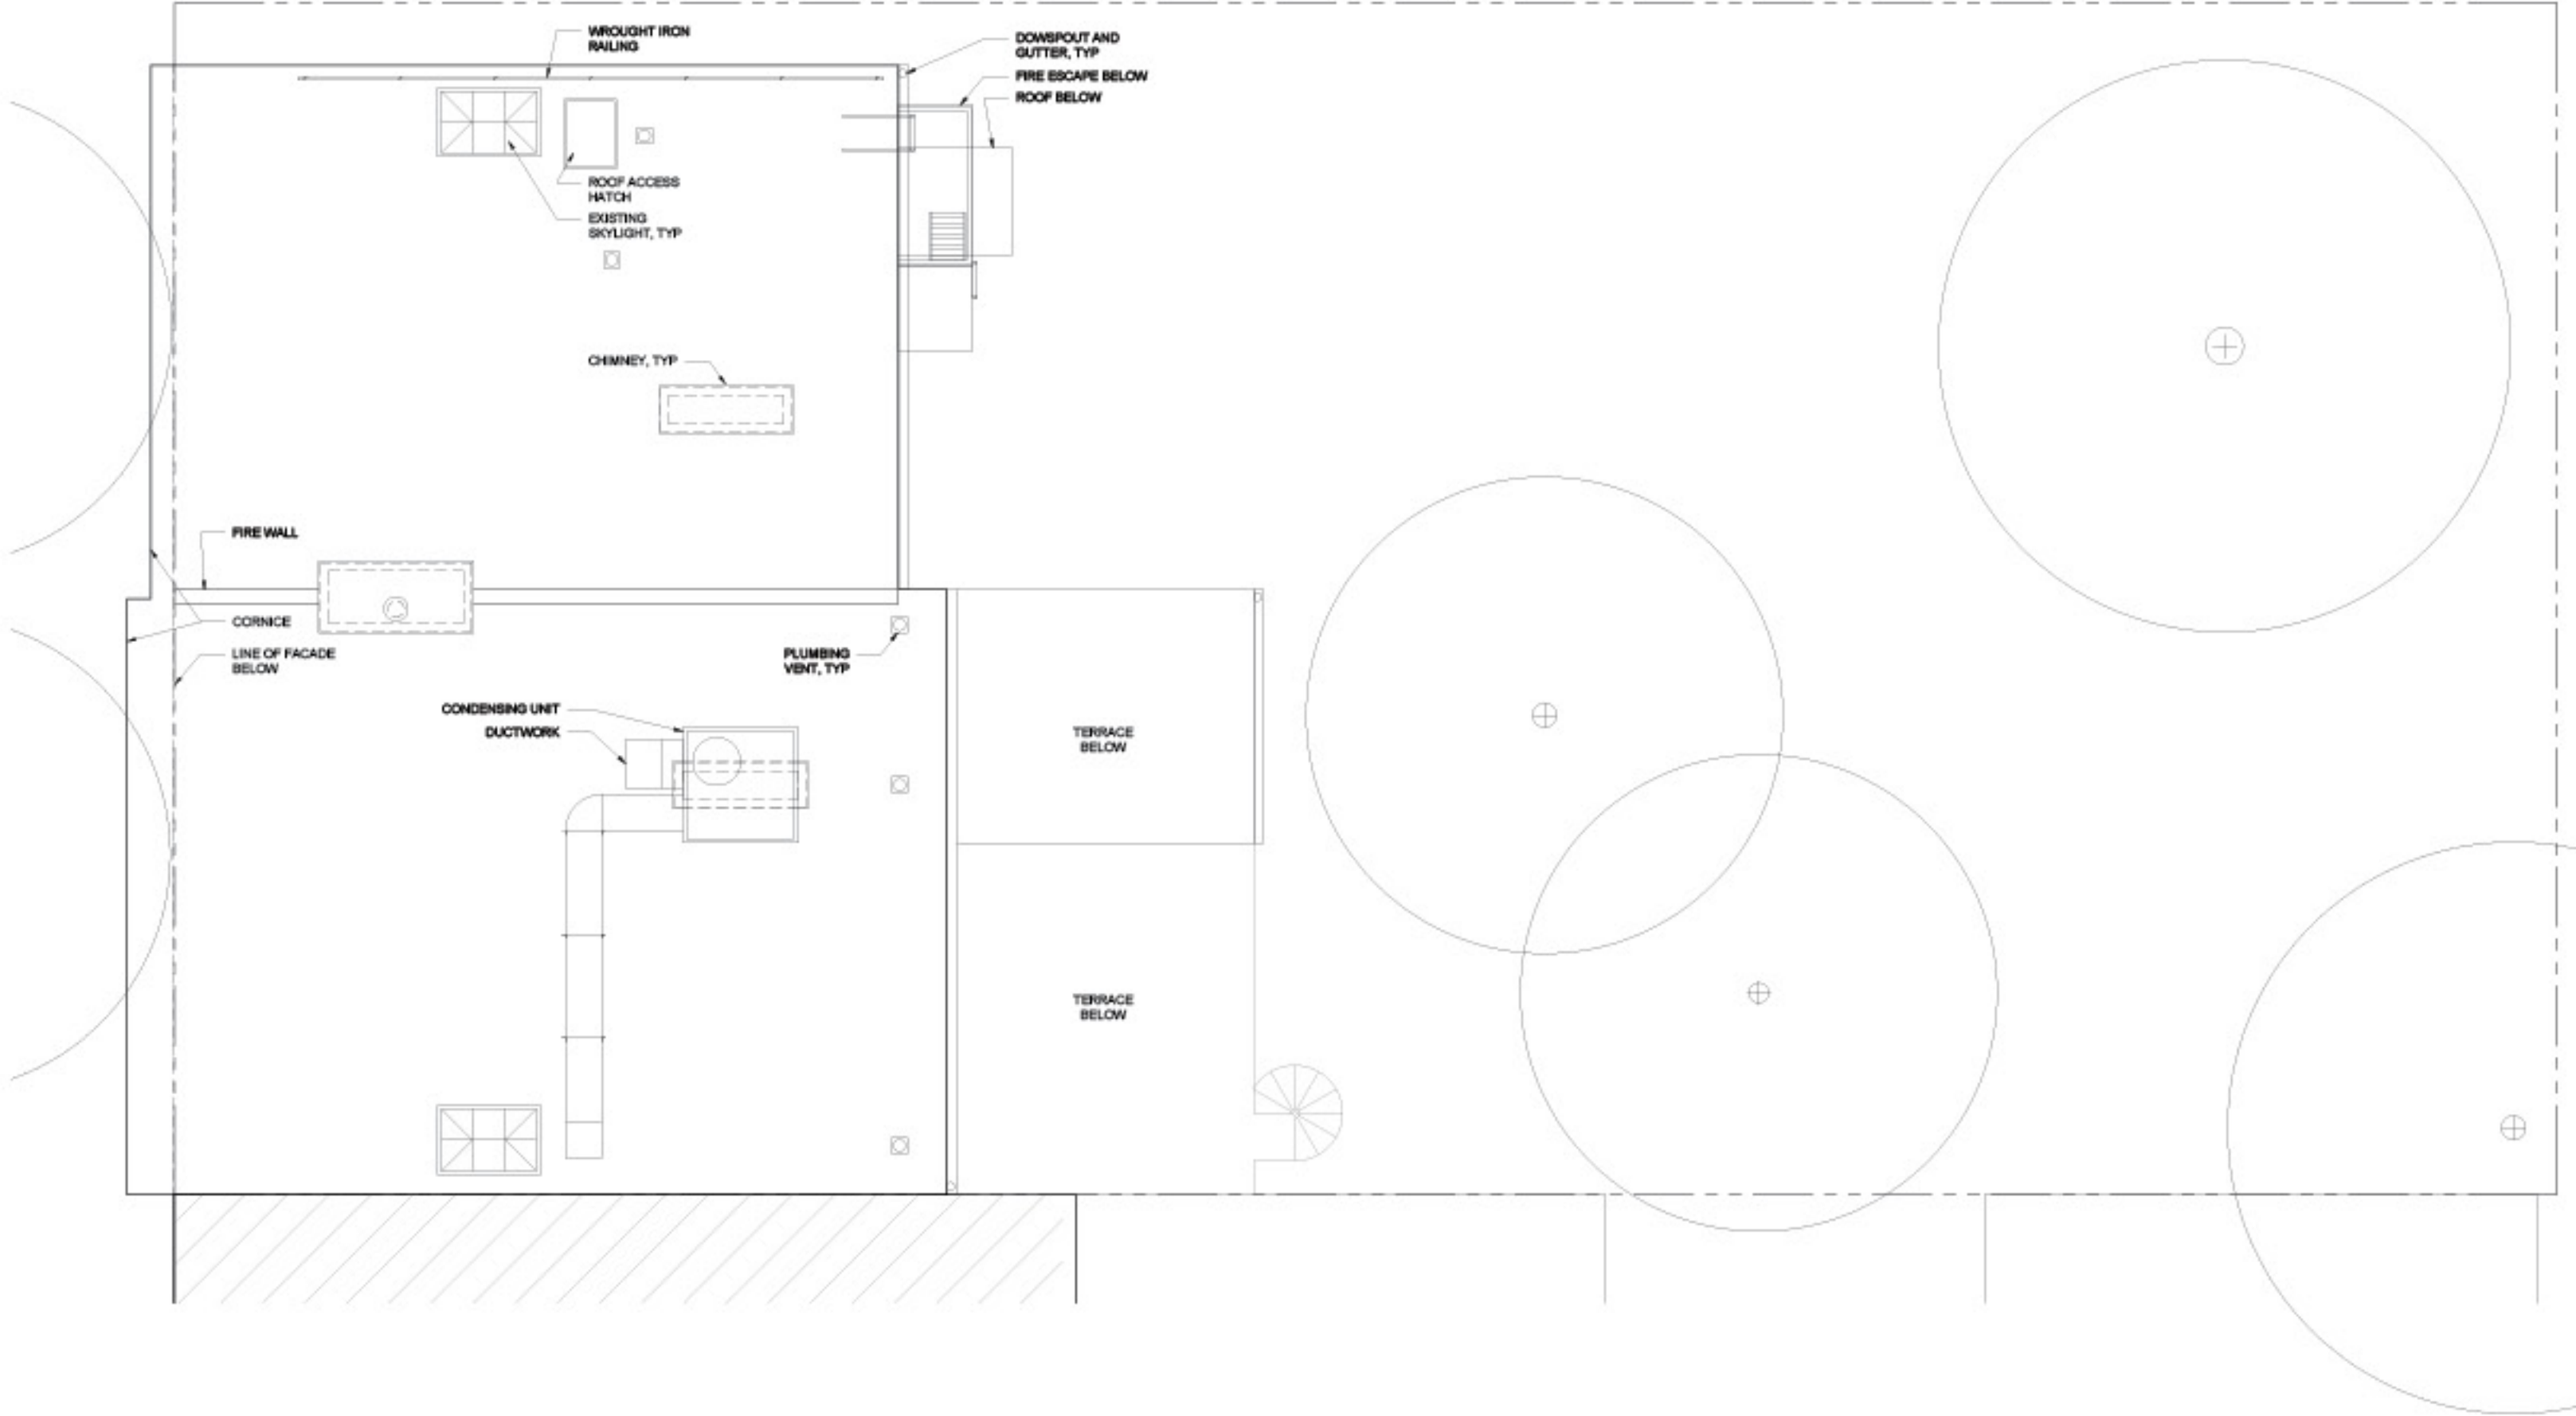 WROUGHT IRON
RAILING
DOWSPOUT AND
GUTTER, TYP
FIRE ESCAPE BELOW
ROOF BELOW
ROOF ACCESS
HATCH
EXISTING
SKYLIGHT, TYP
CHIMNEY, TYP
FIRE WALL
CORNICE
LINE OF FACADE
BELOW
PLUMBING
VENT, TYP
CONDENSING UNIT
DUCTWORK
TERRACE
BELOW
TERRACE
BELOW